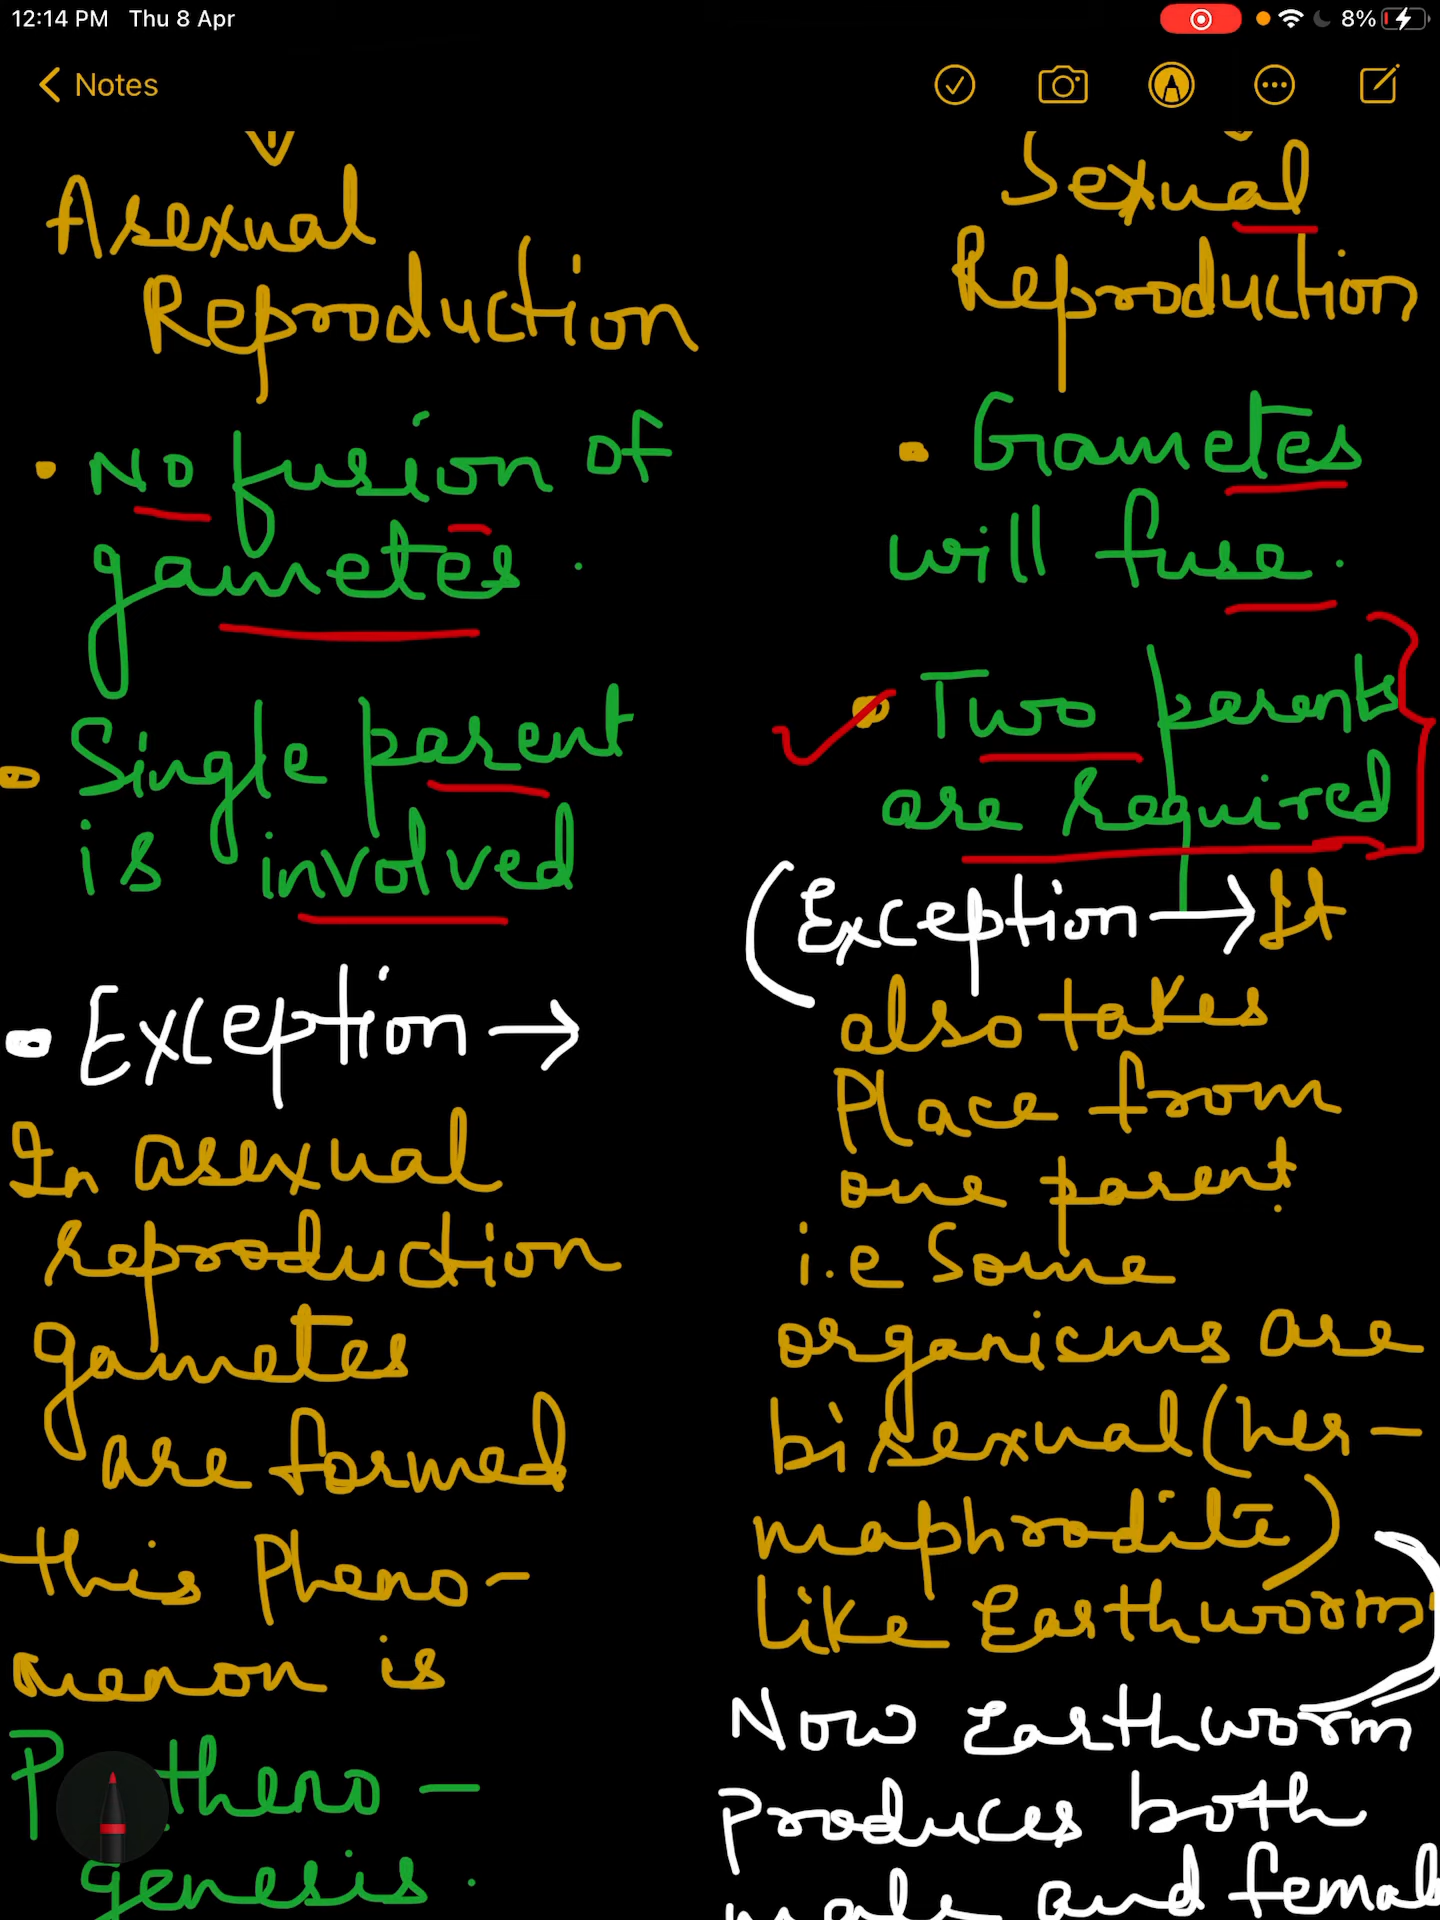 12:14 PM Thu 8 Apr
8%
Notes
Asexual
Reproduction
• No fusion of
gametes.
• Single parent
is involved
• Exception →
In asexual
reproduction
gametes
are formed
this Pheno-
menon is
theno-
genesis.
Sexual
Reproduction
• Gametes
will fuse.
• Two parents
are required
(Exception → It
also takes
Place from
one parent
i.e Some
organisms are
bisexual (her-
maphrodite)
like Earthworm
Now Earthworm
produces both
male and female